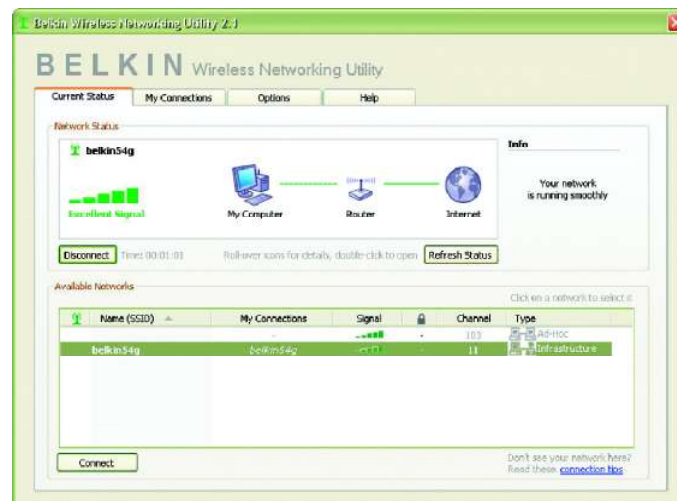 Belkin Wireless Networking Utility 2.1
BELKIN Wireless Networking Utility
Current Status My Connections Options Help
Network Status
belkin54g
Excellent Signal
My Computer Router Internet
Info
Your network
is running smoothly
Disconnect Time: 00:01:01 Roll-over icons for details, double-click to open Refresh Status
Available Networks
Click on a network to select it
Name (SSID) My Connections Signal Channel Type
- 103 Ad-Hoc
belkin54g belkin54g 11 Infrastructure
Connect
Don't see your network here?
Read these connection tips